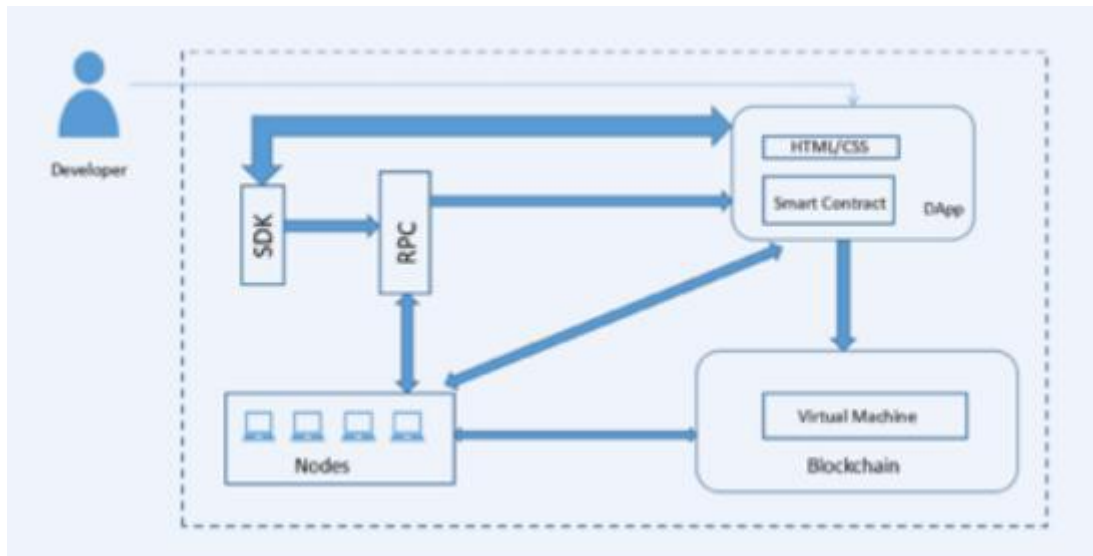 Developer
HTML/CSS
Smart Contract
DApp
SDK
RPC
Virtual Machine
Blockchain
Nodes